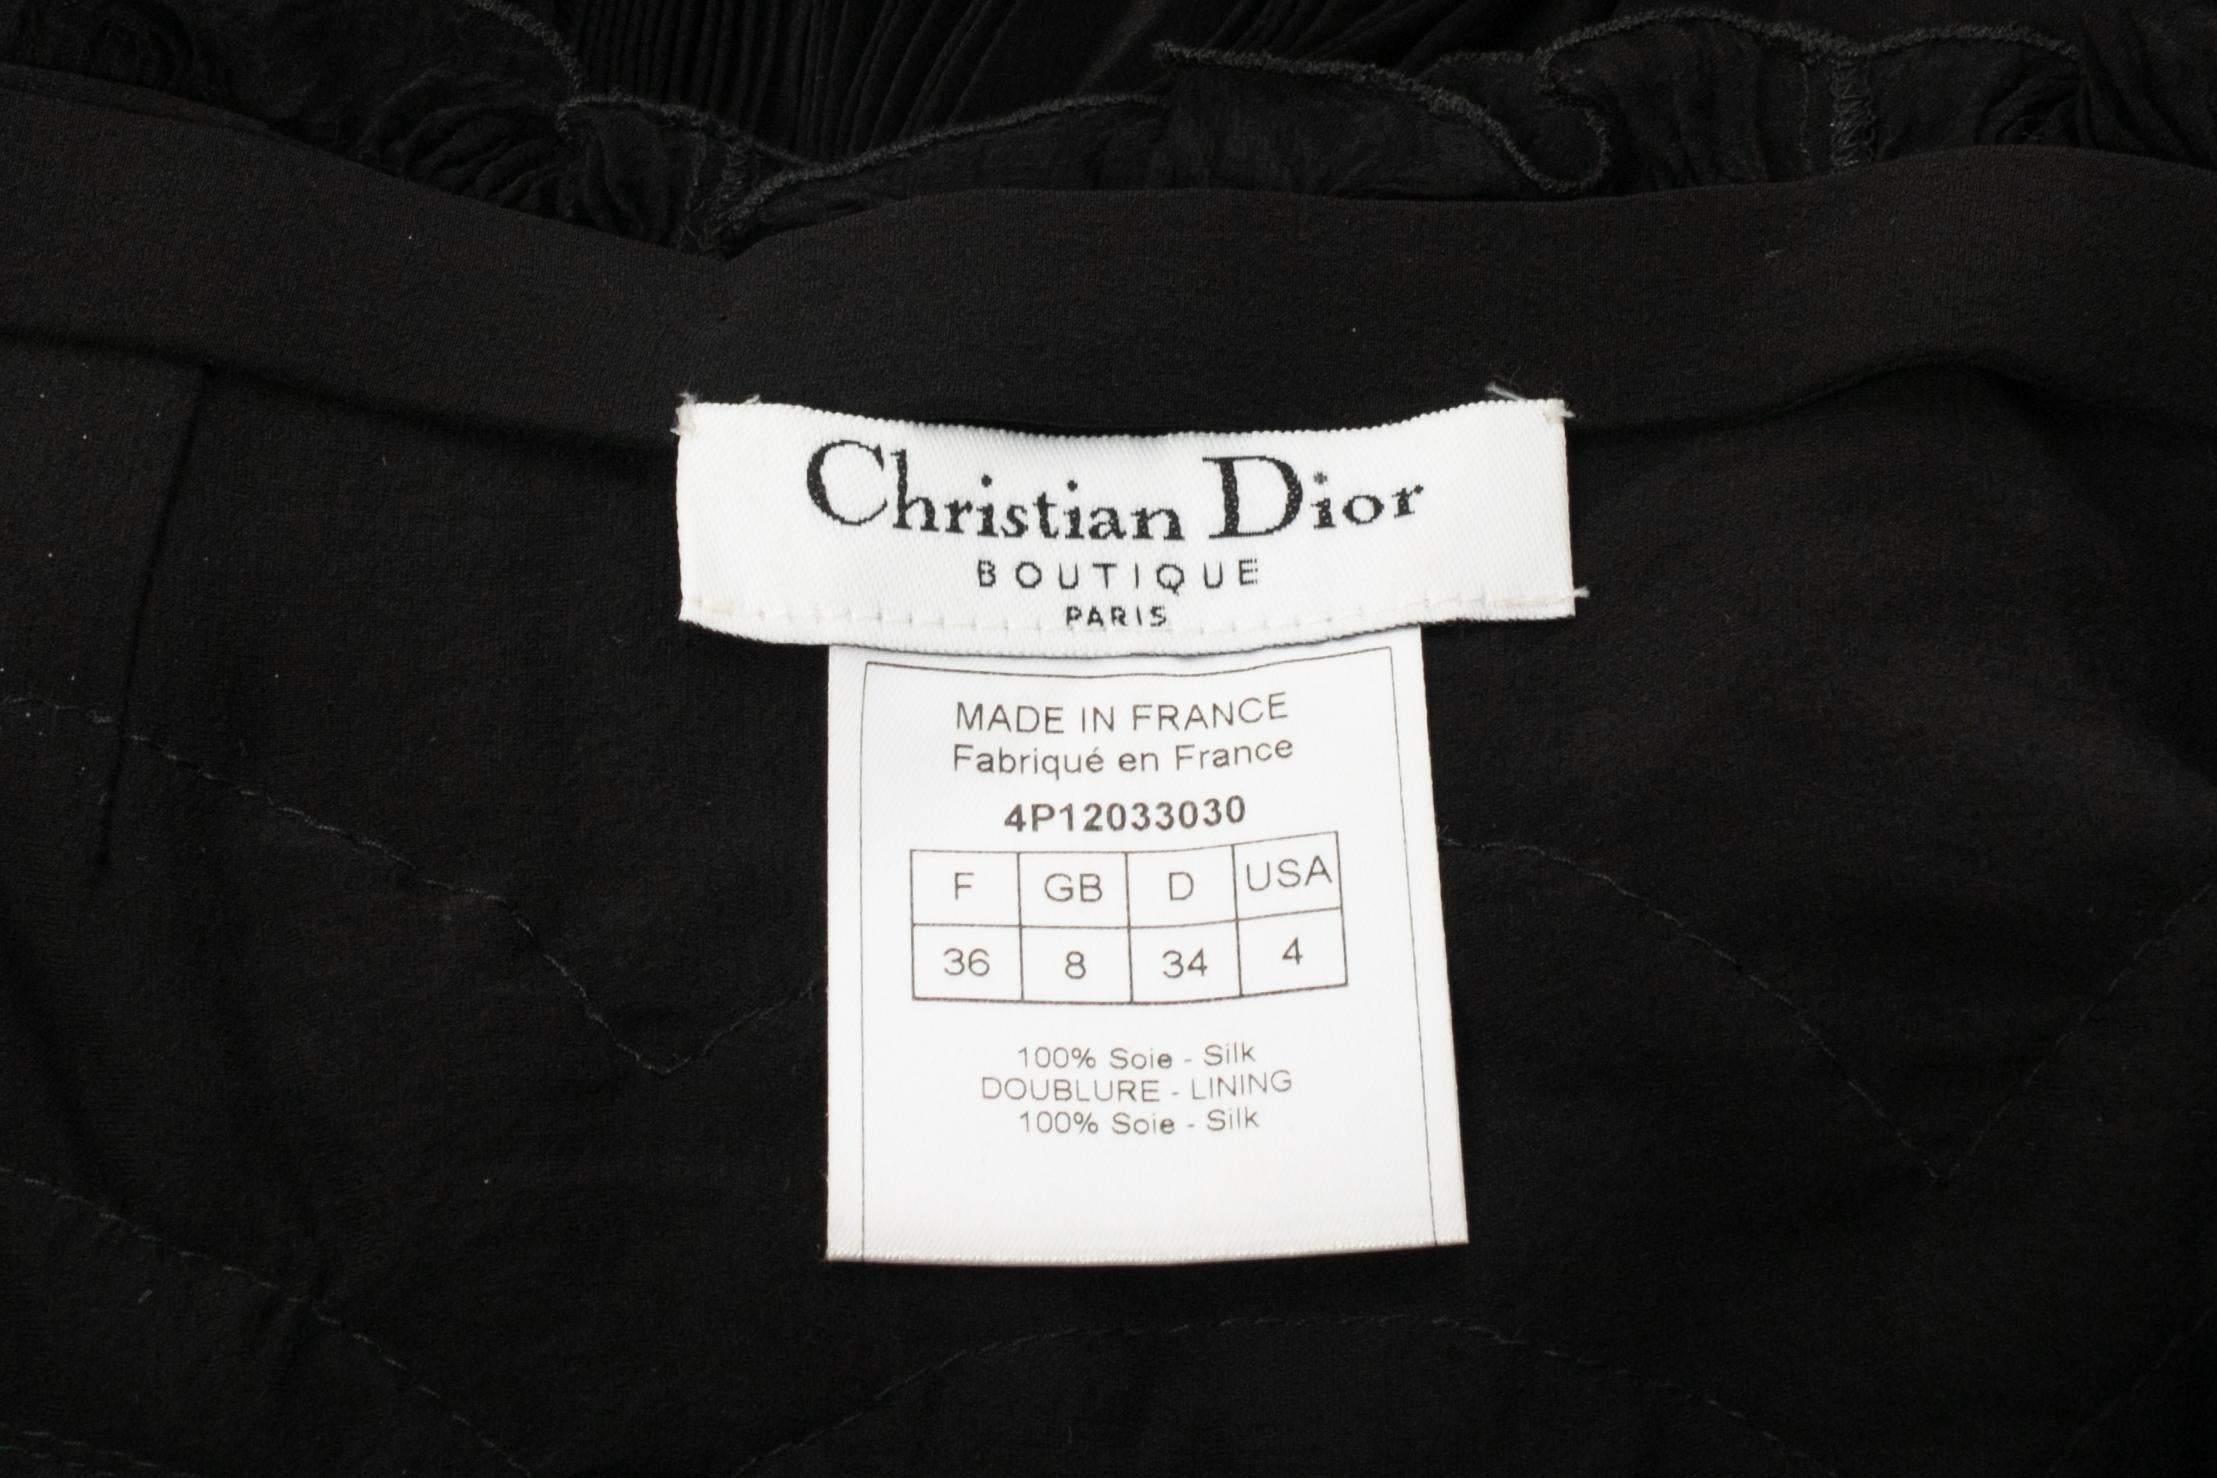 Christian Dior
BOUTIQUE
PARIS
MADE IN FRANCE
Fabriqué en France
4P12033030
F GB D USA
36 8 34 4
100% Soie - Silk
DOUBLURE - LINING
100% Soie - Silk